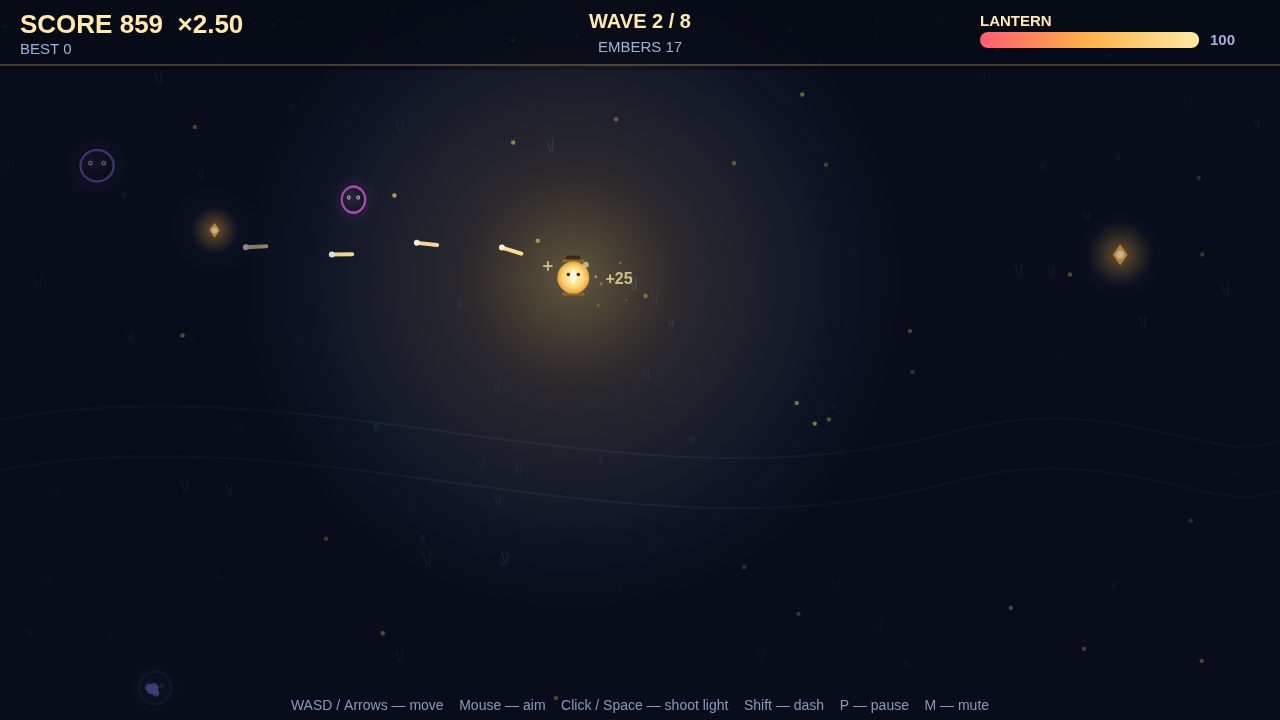 SCORE 859 ×2.50
BEST 0
WAVE 2 / 8
EMBERS 17
LANTERN
100
+
+25
WASD / Arrows — move Mouse — aim Click / Space — shoot light Shift — dash P — pause M — mute